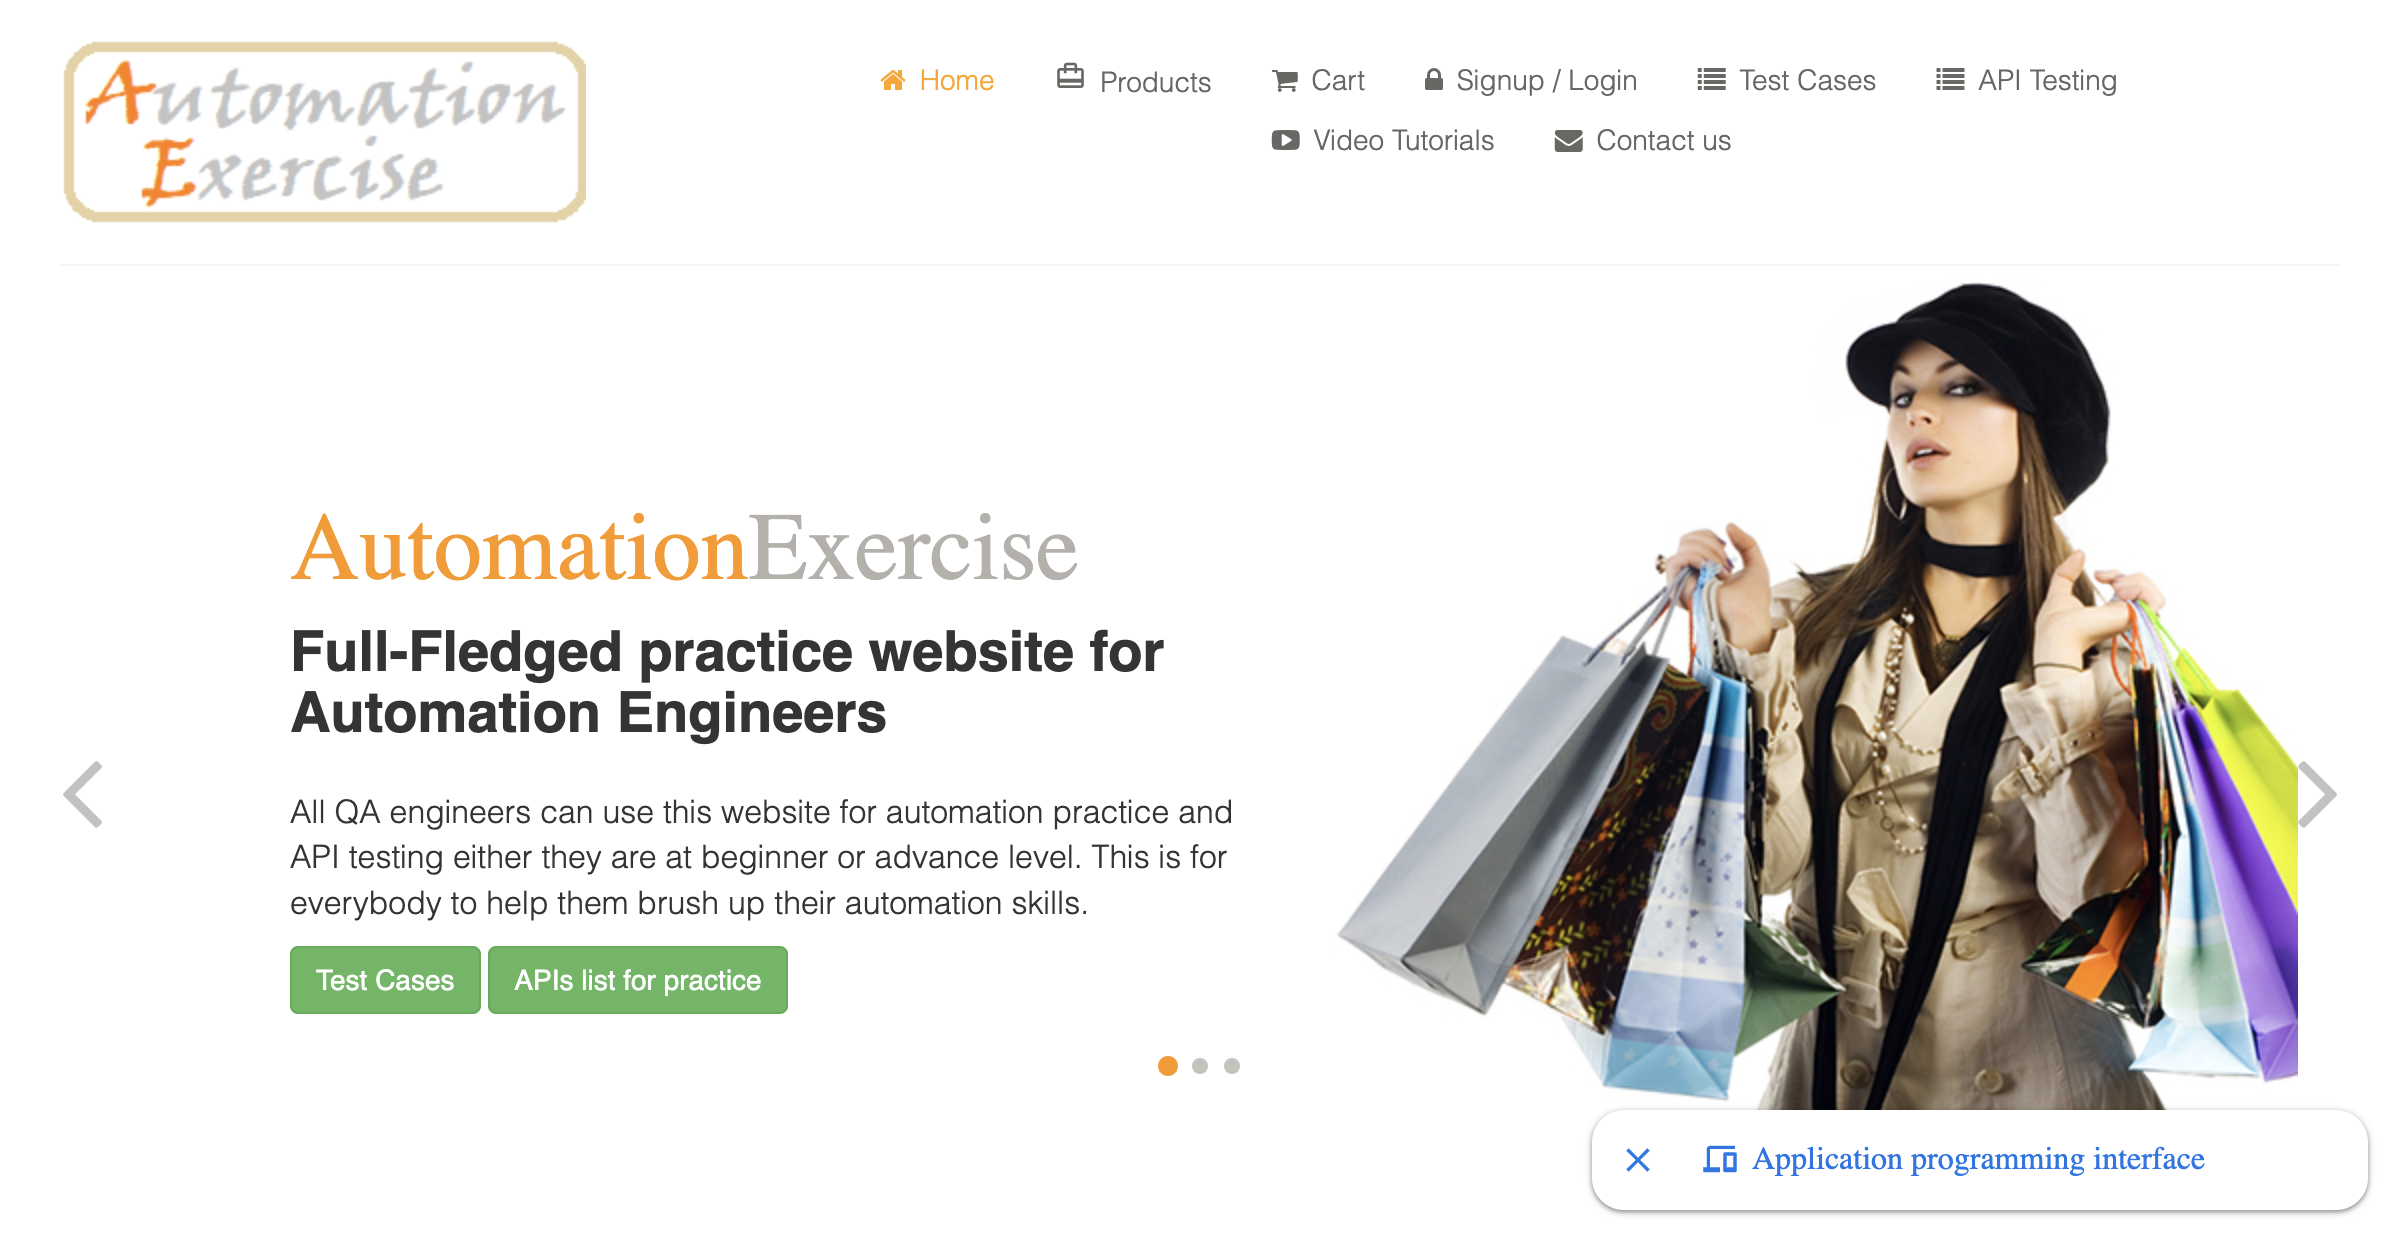 Automation
Exercise
Home Products Cart Signup / Login Test Cases API Testing
Video Tutorials Contact us
AutomationExercise
Full-Fledged practice website for
Automation Engineers
All QA engineers can use this website for automation practice and
API testing either they are at beginner or advance level. This is for
everybody to help them brush up their automation skills.
Test Cases APIs list for practice
Application programming interface